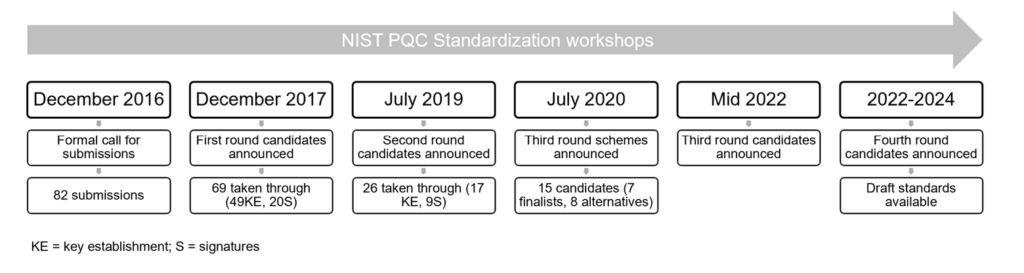 NIST PQC Standardization workshops
December 2016
December 2017
July 2019
July 2020
Mid 2022
2022-2024
Formal call for
submissions
First round candidates
announced
Second round
candidates announced
Third round schemes
announced
Third round candidates
announced
Fourth round
candidates announced
82 submissions
69 taken through
(49KE, 20S)
26 taken through (17
KE, 9S)
15 candidates (7
finalists, 8 alternatives)
Draft standards
available
KE = key establishment; S = signatures